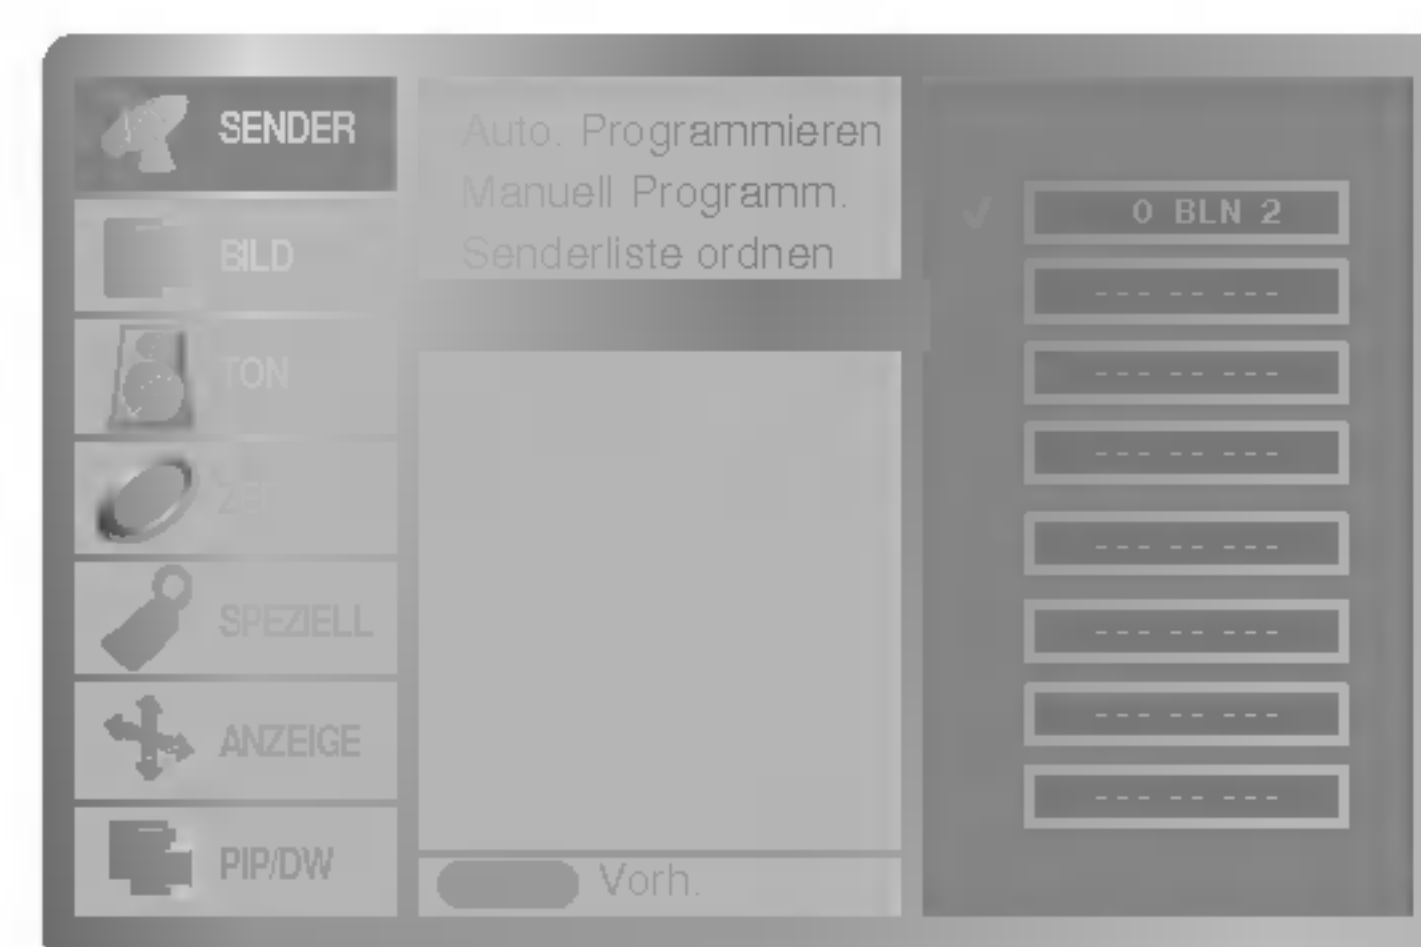 SENDER
BILD
TON
SPEZIELL
ANZEIGE
PIP/DW
Auto. Programmieren
Manuell Programm.
Senderliste ordnen
Vorh.
0 BLN 2
--- -- ---
--- -- ---
--- -- ---
--- -- ---
--- -- ---
--- -- ---
--- -- ---